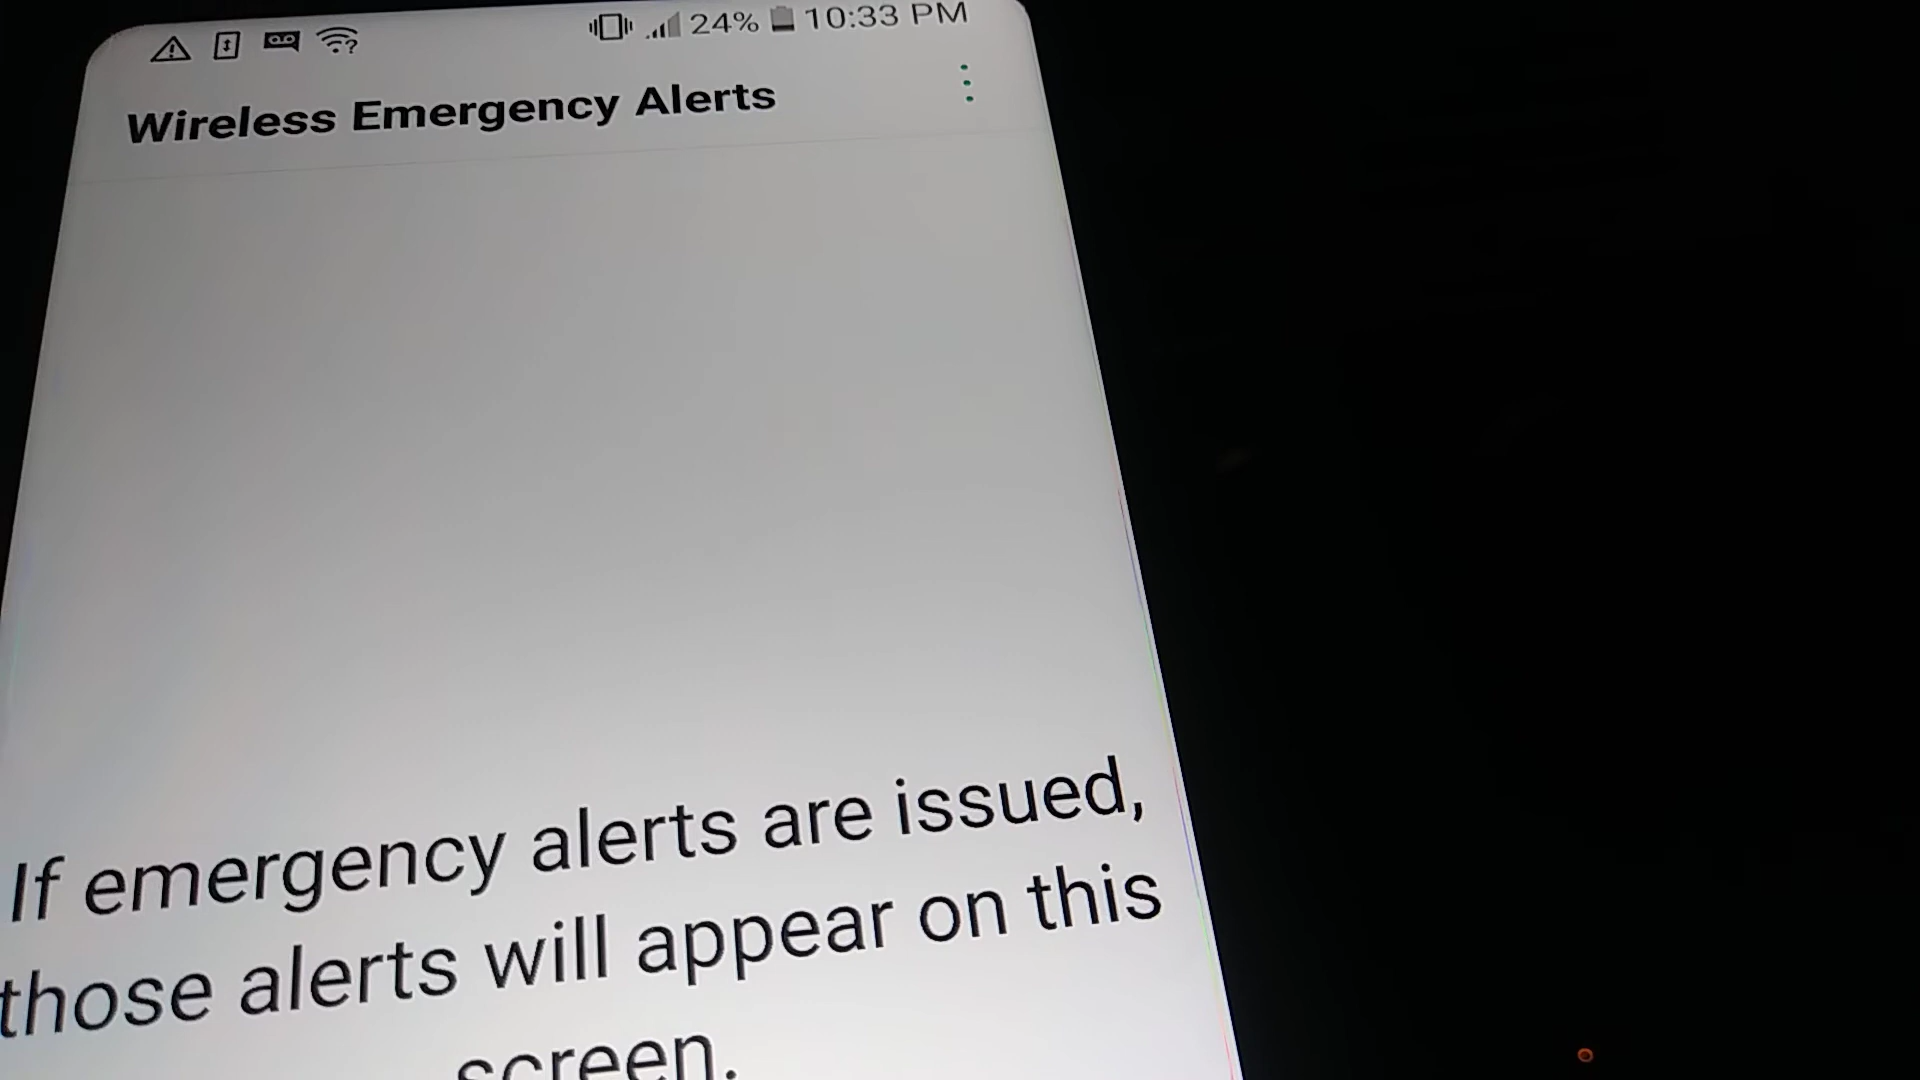 24% 10:33 PM
Wireless Emergency Alerts
If emergency alerts are issued,
those alerts will appear on this
screen.